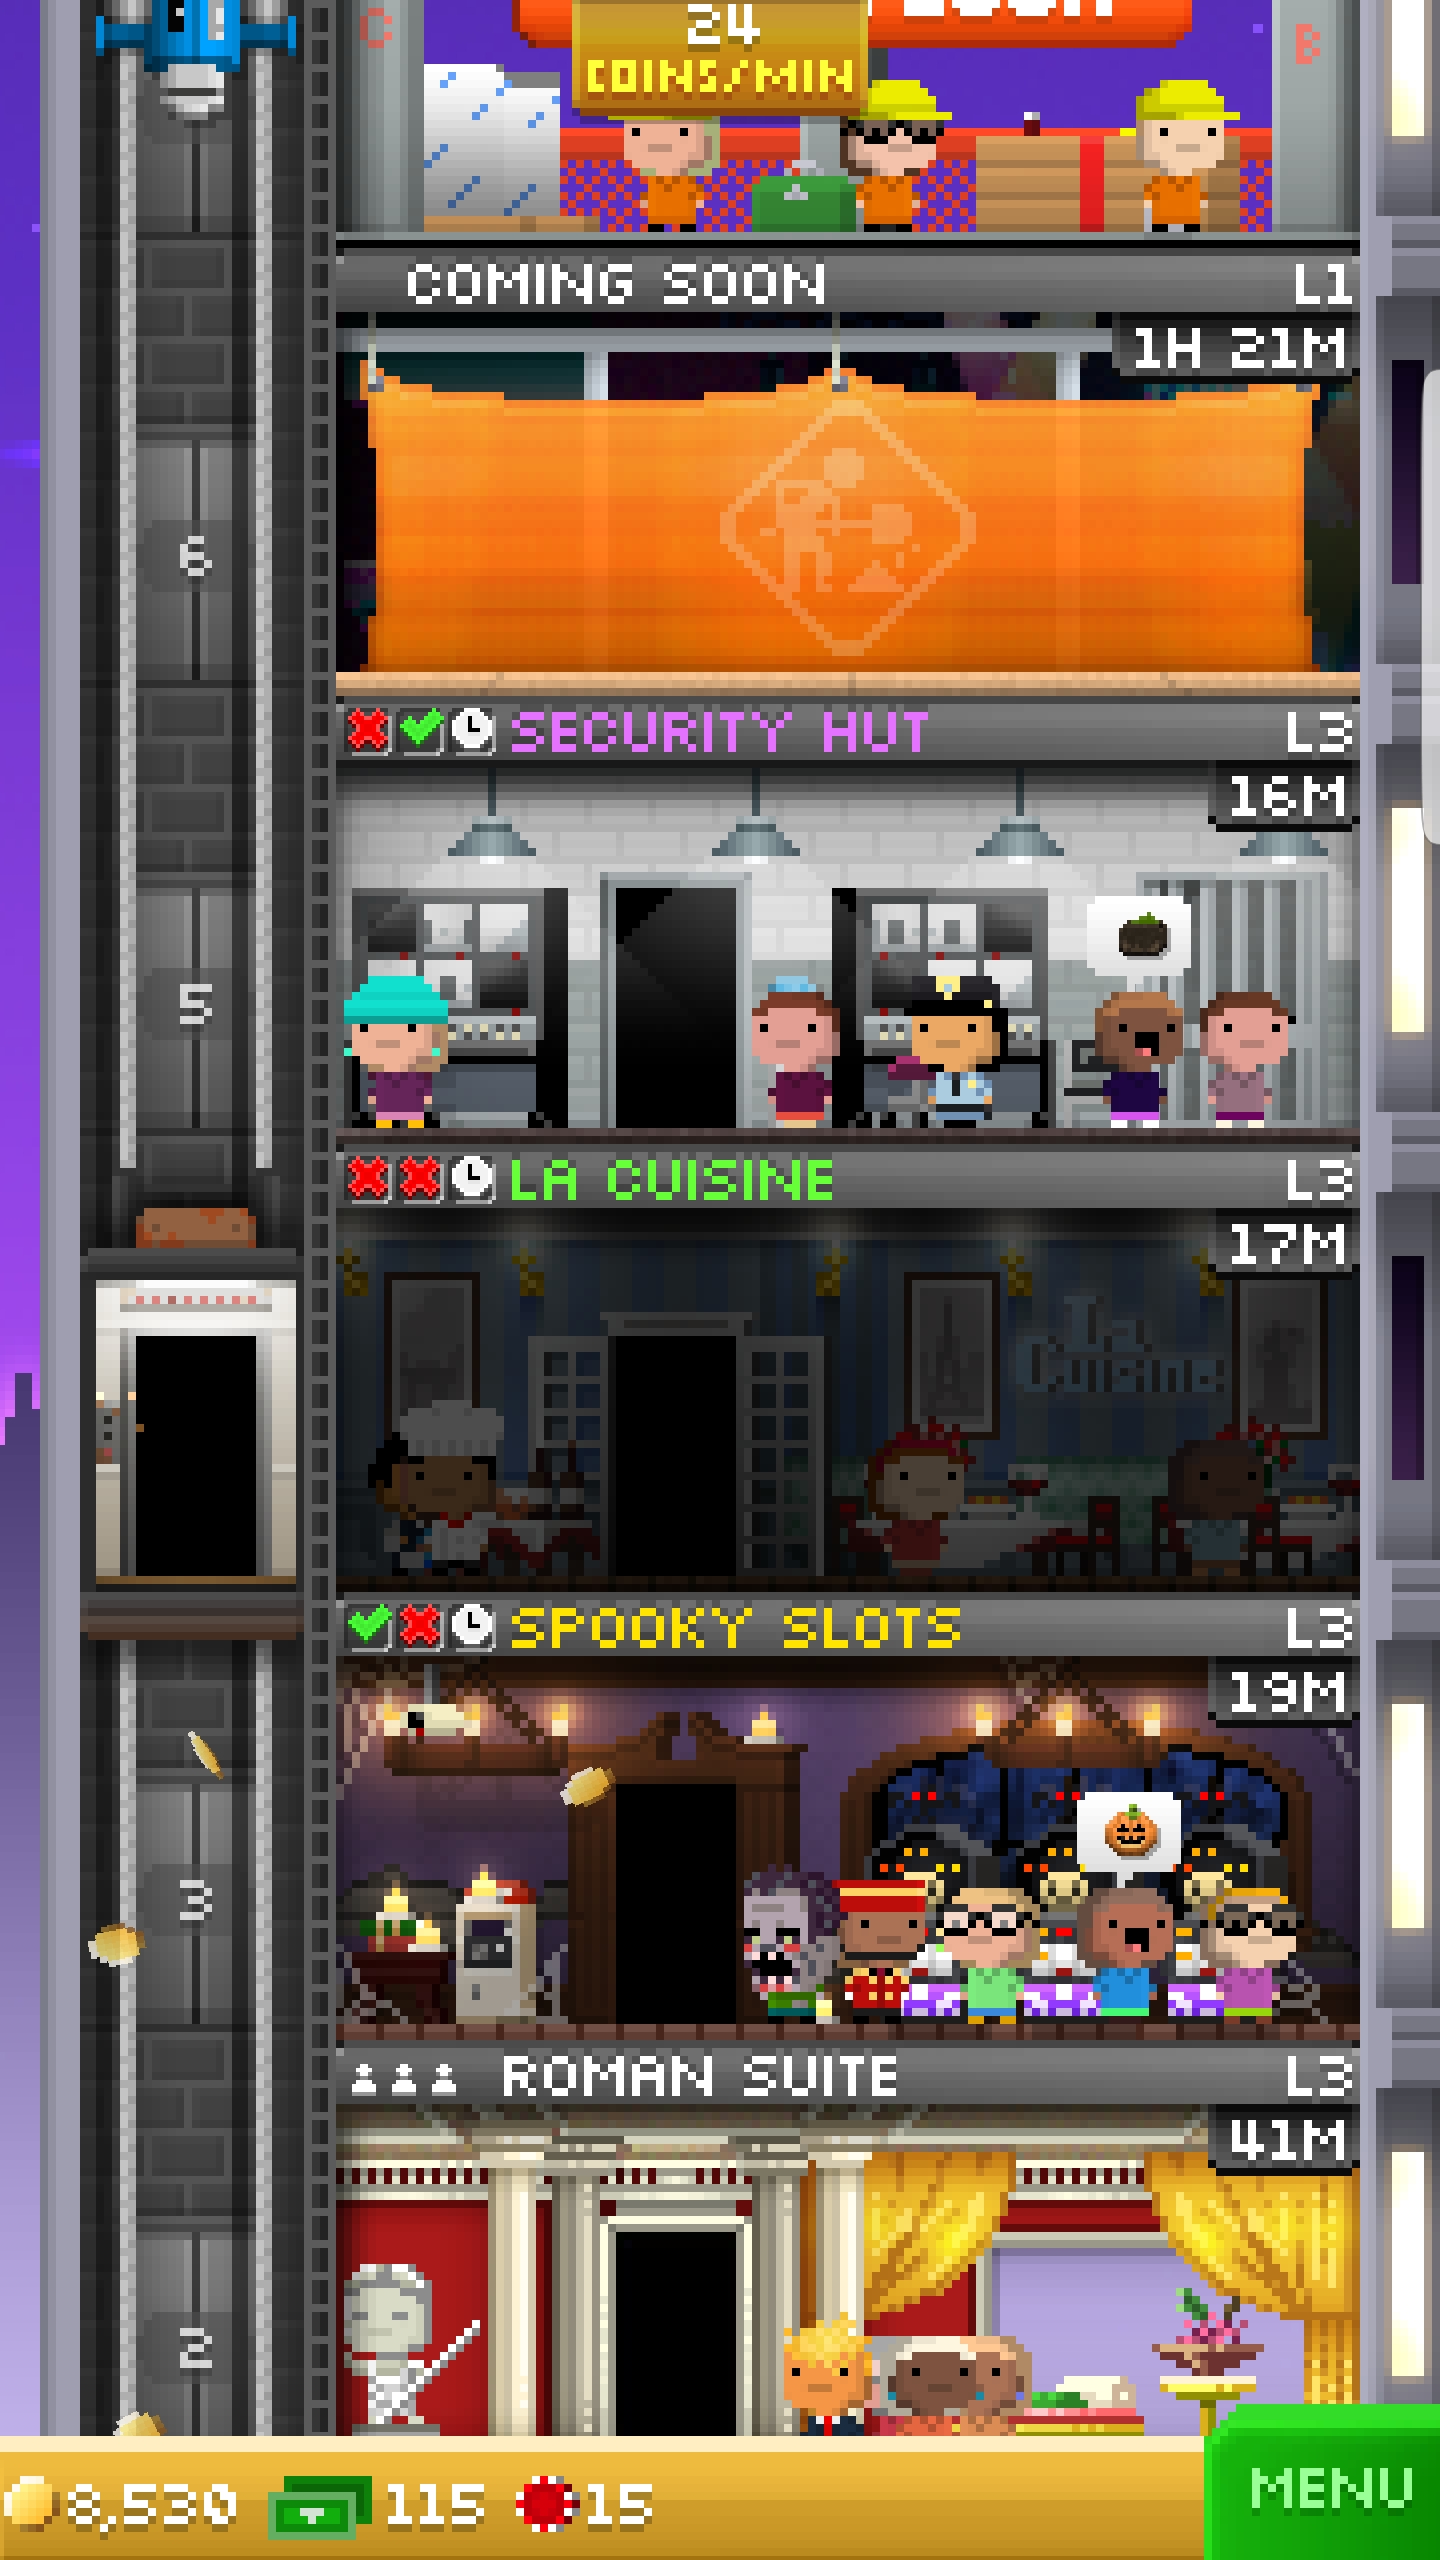 C
24
COINS/MIN
B
COMING SOON
L1
1H 21M
6
SECURITY HUT
L3
16M
5
LA CUISINE
L3
17M
La
Cuisine
SPOOKY SLOTS
L3
19M
3
ROMAN SUITE
L3
41M
2
8,530
115
15
MENU